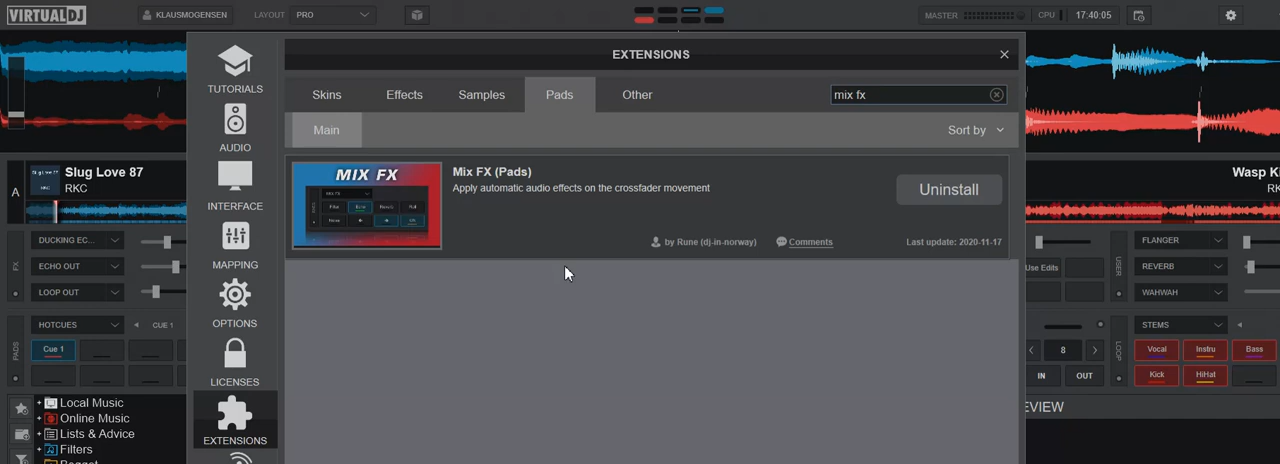 VIRTUALDJ
KLAUSMOGENSEN
LAYOUT PRO
MASTER
CPU
17:40:05
EXTENSIONS
Skins Effects Samples Pads Other
mix fx
Main
Sort by
MIX FX
Mix FX (Pads)
Apply automatic audio effects on the crossfader movement
Uninstall
by Rune (dj-in-norway)
Comments
Last update: 2020-11-17
TUTORIALS
AUDIO
INTERFACE
MAPPING
OPTIONS
LICENSES
EXTENSIONS
A
Slug Love 87
RKC
FX
DUCKING EC...
ECHO OUT
LOOP OUT
PADS
HOTCUES
CUE 1
Cue 1
Local Music
Online Music
Lists & Advice
Filters
Wasp Ki
RK
Use Edits
USER
FLANGER
REVERB
WAHWAH
8
IN OUT
LOOP
STEMS
Vocal Instru Bass
Kick HiHat
EVIEW